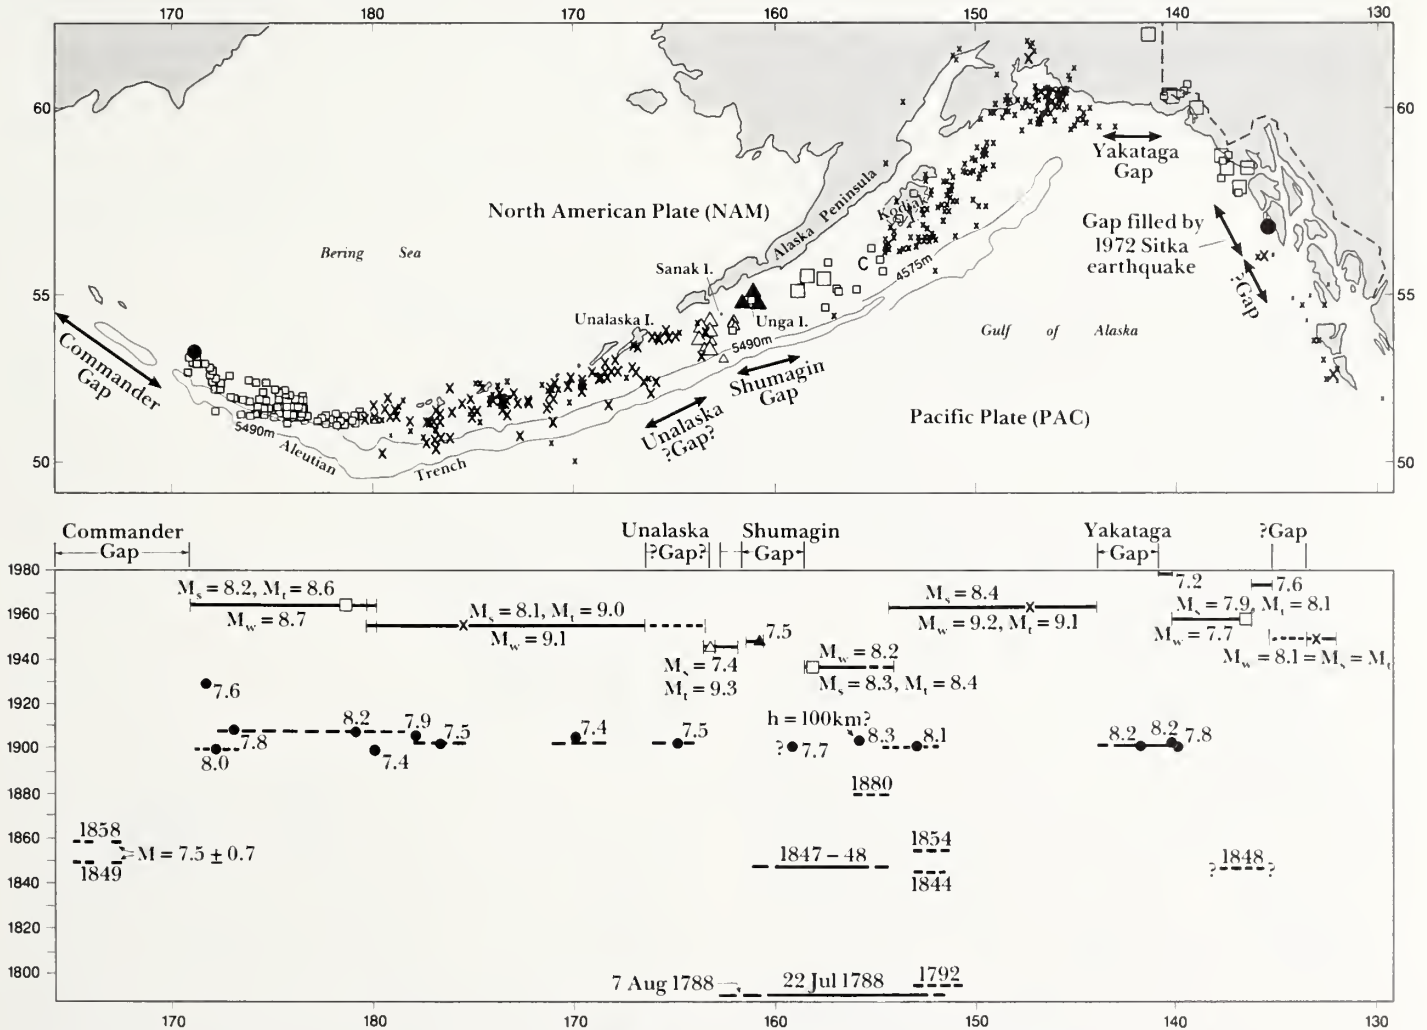 170 180 170 160 150 140 130
60 60
Yakataga
Gap
Alaska Peninsula
Kodiak
I.
North American Plate (NAM)
Gap filled by
1972 Sitka
earthquake
Bering Sea
Sanak I.
C
4575m
?Gap
55 55
Unalaska I.
Unga I.
Gulf of Alaska
5490m
Commander
Gap
Shumagin
Gap
Pacific Plate (PAC)
Unalaska
?Gap?
5490m
Aleutian
Trench
50 50
Commander
Gap
Unalaska
?Gap?
Shumagin
Gap
Yakataga
Gap
?Gap
1980
Ms = 8.2, Mt = 8.6
Mw = 8.7
Ms = 8.1, Mt = 9.0
Mw = 9.1
Ms = 8.4
Mw = 9.2, Mt = 9.1
7.2
7.6
Ms = 7.9, Mt = 8.1
Mw = 7.7
1960
7.5
Ms = 7.4
Mt = 9.3
Mw = 8.2
Ms = 8.3, Mt = 8.4
Mw = 8.1 = Ms = Mt
1940
7.6
1920
h = 100km?
8.2 7.9 7.5 7.4 7.5 8.3 8.1 8.2 8.2 7.8
7.8
1900
8.0 7.4 ? 7.7
1880
1880
1860
1858
M = 7.5 ± 0.7
1849
1847 – 48
1854
1844
? 1848 ?
1840
1820
1800
7 Aug 1788
22 Jul 1788
1792
170 180 170 160 150 140 130